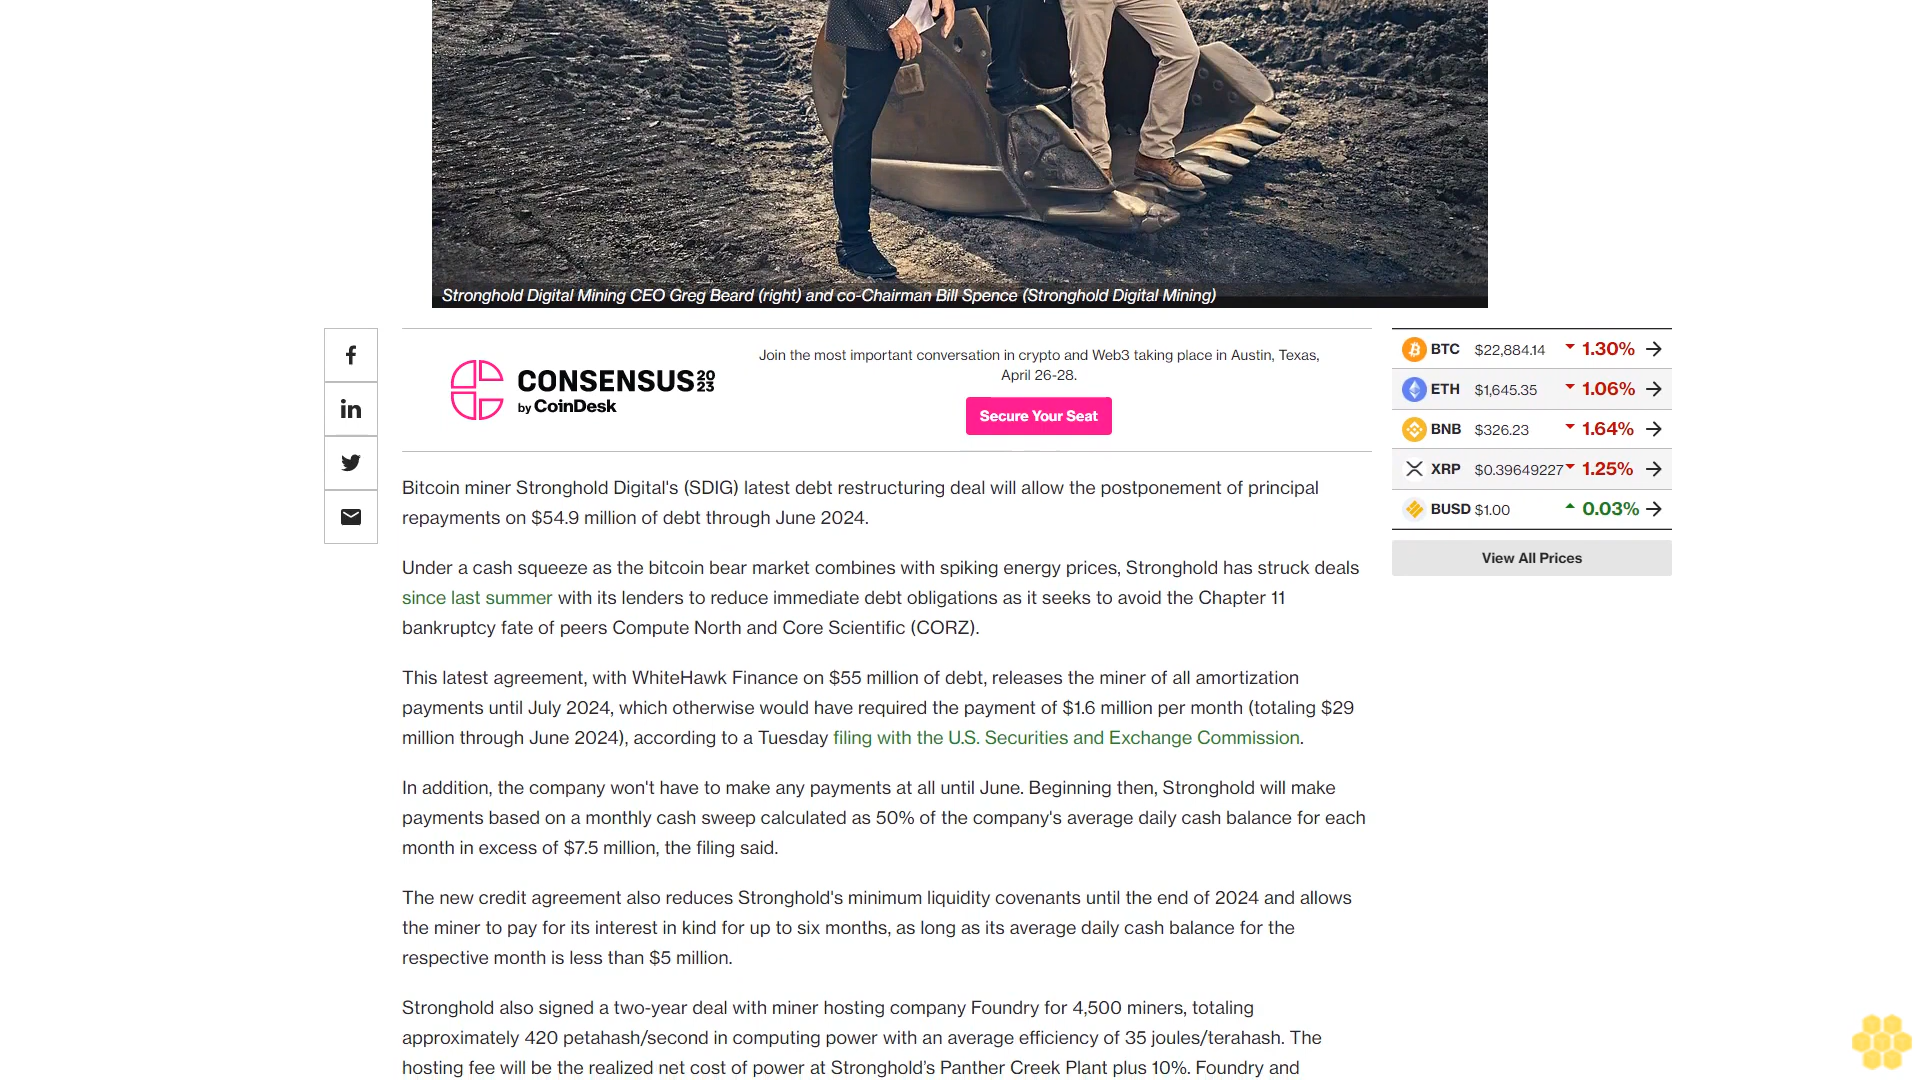 Stronghold Digital Mining CEO Greg Beard (right) and co-Chairman Bill Spence (Stronghold Digital Mining)
CONSENSUS 20
23
by CoinDesk
Join the most important conversation in crypto and Web3 taking place in Austin, Texas,
April 26-28.
Secure Your Seat
BTC $22,884.14 1.30%
ETH $1,645.35 1.06%
BNB $326.23 1.64%
XRP $0.39649227 1.25%
BUSD $1.00 0.03%
View All Prices
Bitcoin miner Stronghold Digital's (SDIG) latest debt restructuring deal will allow the postponement of principal
repayments on $54.9 million of debt through June 2024.
Under a cash squeeze as the bitcoin bear market combines with spiking energy prices, Stronghold has struck deals
since last summer with its lenders to reduce immediate debt obligations as it seeks to avoid the Chapter 11
bankruptcy fate of peers Compute North and Core Scientific (CORZ).
This latest agreement, with WhiteHawk Finance on $55 million of debt, releases the miner of all amortization
payments until July 2024, which otherwise would have required the payment of $1.6 million per month (totaling $29
million through June 2024), according to a Tuesday filing with the U.S. Securities and Exchange Commission.
In addition, the company won't have to make any payments at all until June. Beginning then, Stronghold will make
payments based on a monthly cash sweep calculated as 50% of the company's average daily cash balance for each
month in excess of $7.5 million, the filing said.
The new credit agreement also reduces Stronghold's minimum liquidity covenants until the end of 2024 and allows
the miner to pay for its interest in kind for up to six months, as long as its average daily cash balance for the
respective month is less than $5 million.
Stronghold also signed a two-year deal with miner hosting company Foundry for 4,500 miners, totaling
approximately 420 petahash/second in computing power with an average efficiency of 35 joules/terahash. The
hosting fee will be the realized net cost of power at Stronghold’s Panther Creek Plant plus 10%. Foundry and